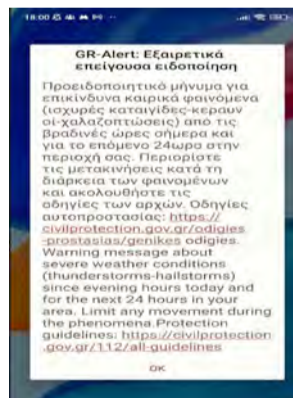 18:00
GR-Alert: Εξαιρετικά
επείγουσα ειδοποίηση
Προειδοποιητικό μήνυμα για
επικίνδυνα καιρικά φαινόμενα
(ισχυρές καταιγίδες-κεραυν
οί-χαλαζοπτώσεις) από τις
βραδινές ώρες σήμερα και
για το επόμενο 24ωρο στην
περιοχή σας. Περιορίστε
τις μετακινήσεις κατά τη
διάρκεια των φαινομένων
και ακολουθήστε τις
οδηγίες των αρχών. Οδηγίες
αυτοπροστασίας: https://
civilprotection.gov.gr/odigies
-prostasias/genikes odigies.
Warning message about
severe weather conditions
(thunderstorms-hailstorms)
since evening hours today and
for the next 24 hours in your
area. Limit any movement during
the phenomena.Protection
guidelines: https://civilprotection
.gov.gr/112/all-guidelines
OK